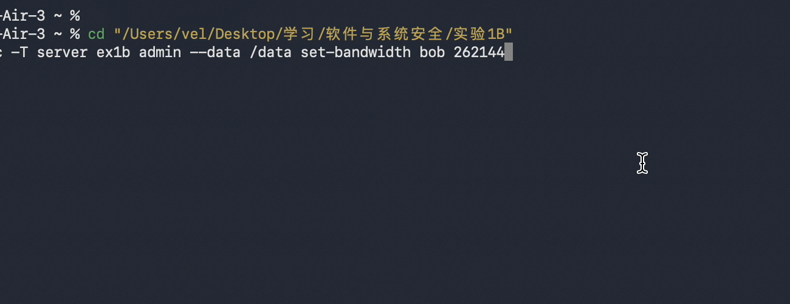 -Air-3 ~ %
-Air-3 ~ % cd "/Users/vel/Desktop/学习/软件与系统安全/实验1B"
-T server ex1b admin --data /data set-bandwidth bob 262144